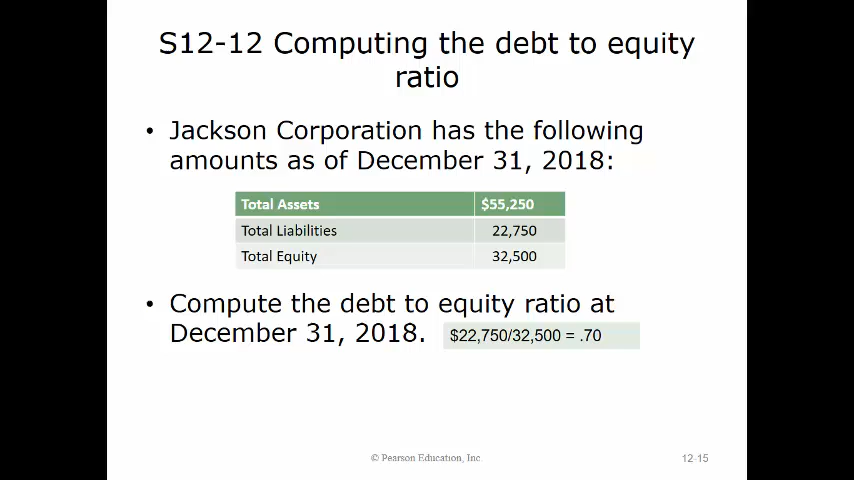 S12-12 Computing the debt to equity
ratio
• Jackson Corporation has the following
amounts as of December 31, 2018:
Total Assets $55,250
Total Liabilities 22,750
Total Equity 32,500
• Compute the debt to equity ratio at
December 31, 2018. $22,750/32,500 = .70
© Pearson Education, Inc. 12-15